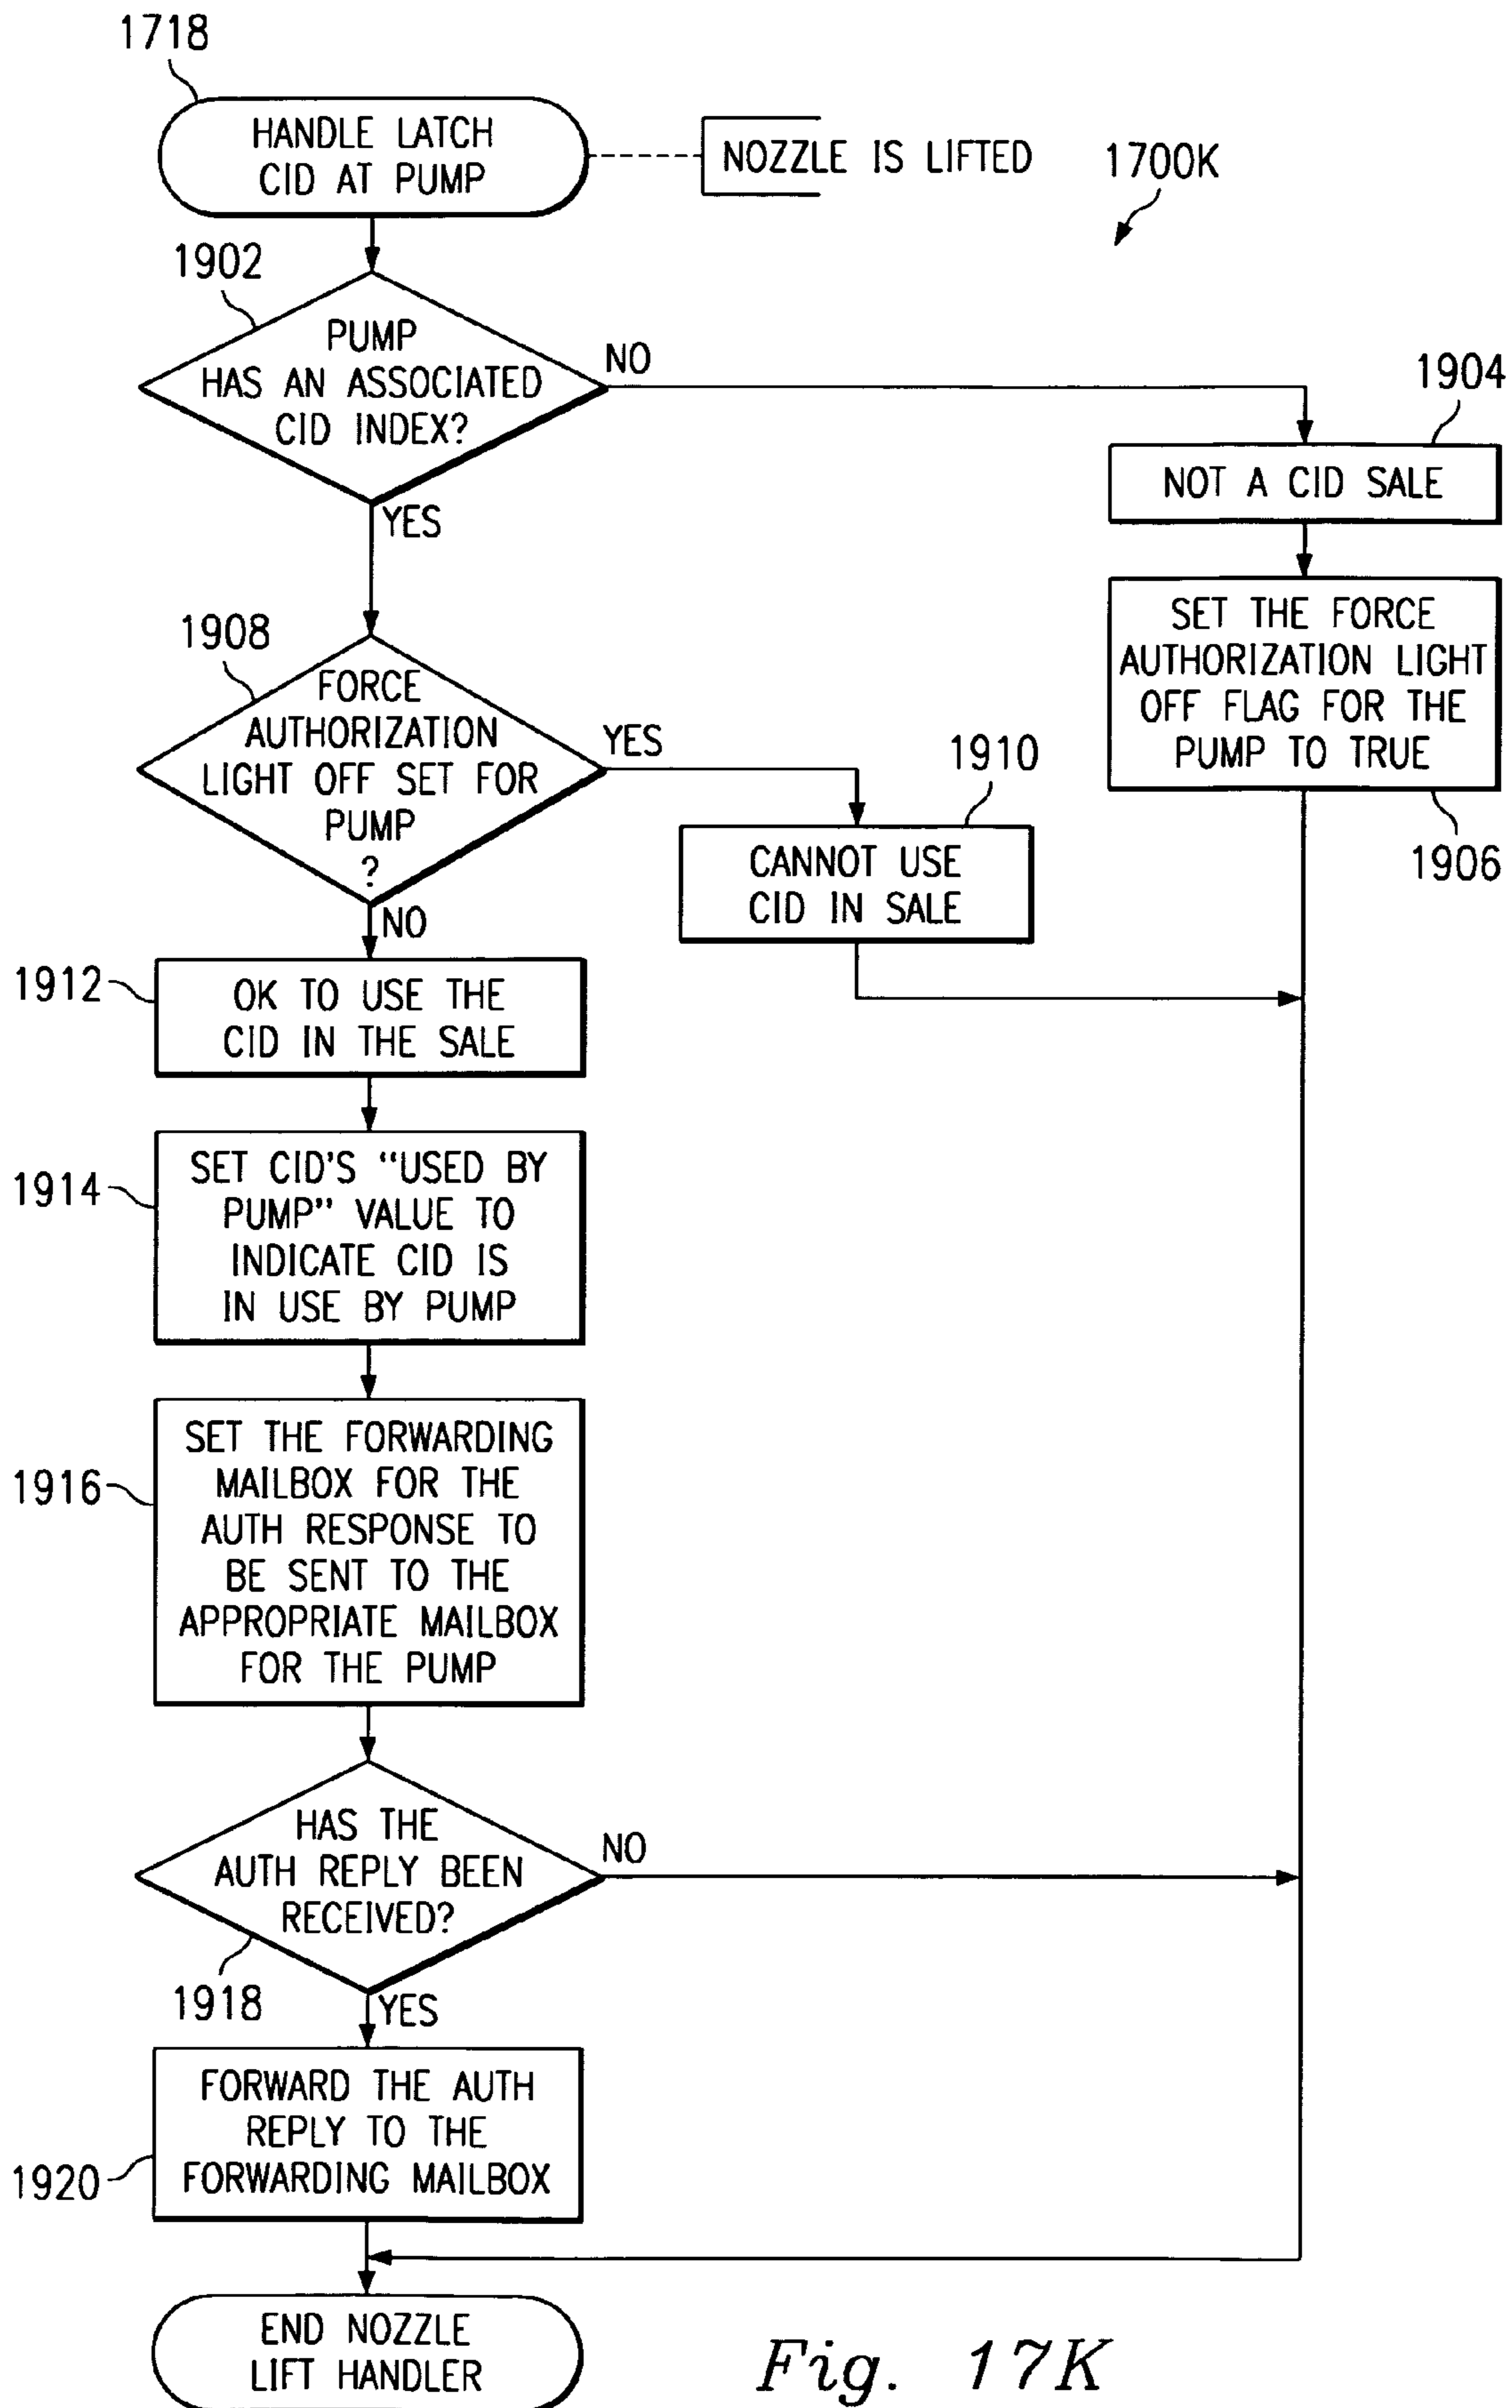 1718
HANDLE LATCH
CID AT PUMP
NOZZLE IS LIFTED
1700K
1902
PUMP
HAS AN ASSOCIATED
CID INDEX?
NO
YES
1904
NOT A CID SALE
SET THE FORCE
AUTHORIZATION LIGHT
OFF FLAG FOR THE
PUMP TO TRUE
1906
1908
FORCE
AUTHORIZATION
LIGHT OFF SET FOR
PUMP
?
YES
NO
1910
CANNOT USE
CID IN SALE
1912
OK TO USE THE
CID IN THE SALE
1914
SET CID'S “USED BY
PUMP” VALUE TO
INDICATE CID IS
IN USE BY PUMP
1916
SET THE FORWARDING
MAILBOX FOR THE
AUTH RESPONSE TO
BE SENT TO THE
APPROPRIATE MAILBOX
FOR THE PUMP
HAS THE
AUTH REPLY BEEN
RECEIVED?
NO
1918
YES
FORWARD THE AUTH
REPLY TO THE
FORWARDING MAILBOX
1920
END NOZZLE
LIFT HANDLER
Fig. 17K